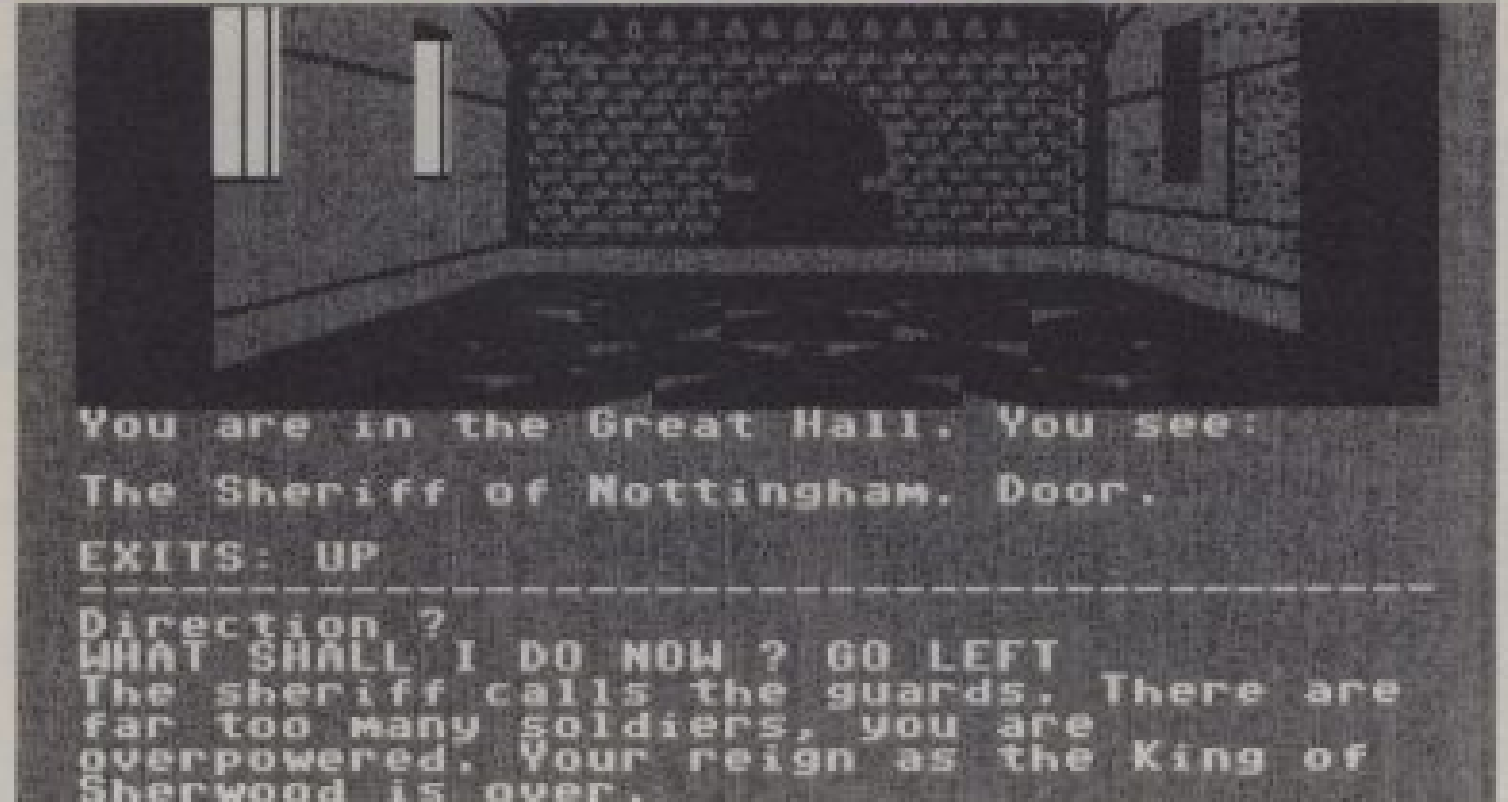 You are in the Great Hall. You see:
The Sheriff of Nottingham. Door.
EXITS: UP
----------------------------------------
Direction ?
WHAT SHALL I DO NOW ? GO LEFT
The sheriff calls the guards. There are
far too many soldiers, you are
overpowered. Your reign as the King of
Sherwood is over.